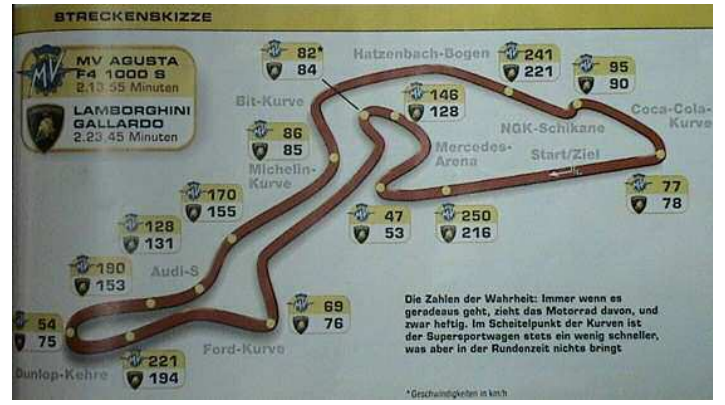 STRECKENSKIZZE
MV AGUSTA
F4 1000 S
2.13,55 Minuten
LAMBORGHINI
GALLARDO
2.23,45 Minuten
82*
84
Hatzenbach-Bogen
241
221
95
90
Bit-Kurve
146
128
NGK-Schikane
Coca-Cola-
Kurve
86
85
Michelin-
Kurve
Mercedes-
Arena
Start/Ziel
170
155
77
78
128
131
47
53
250
216
190
153
Audi-S
54
75
69
76
Ford-Kurve
Dunlop-Kehre
221
194
Die Zahlen der Wahrheit: Immer wenn es
geradeaus geht, zieht das Motorrad davon, und
zwar heftig. Im Scheitelpunkt der Kurven ist
der Supersportwagen stets ein wenig schneller,
was aber in der Rundenzeit nichts bringt
*Geschwindigkeiten in km/h